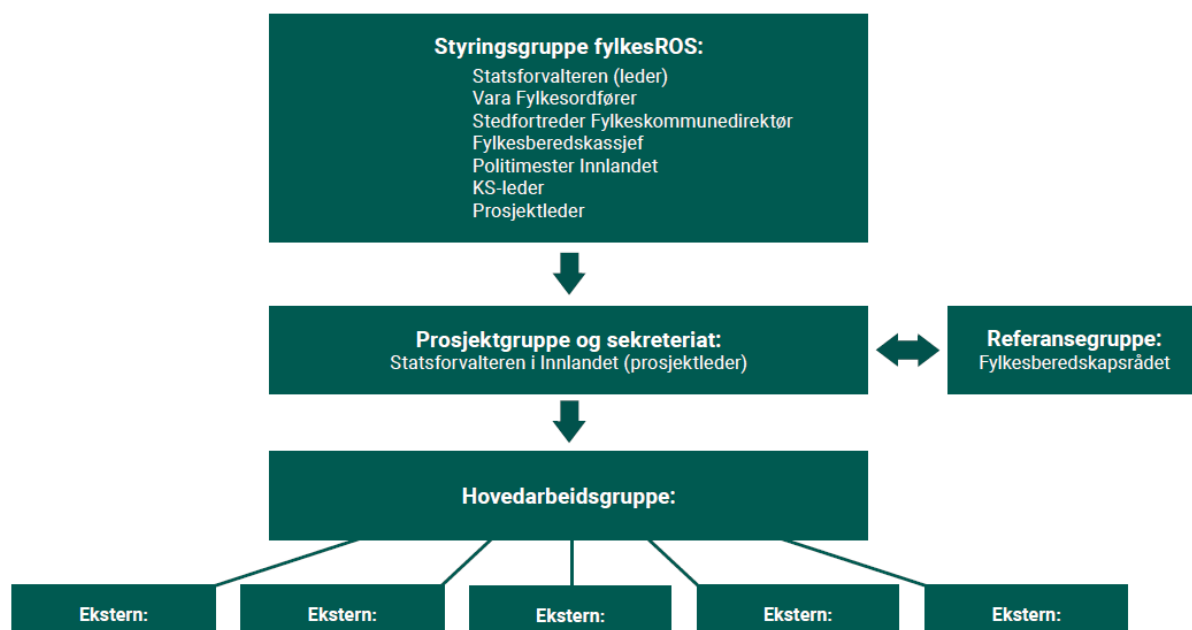 Styringsgruppe fylkesROS:
Statsforvalteren (leder)
Vara Fylkesordfører
Stedfortreder Fylkeskommunedirektør
Fylkesberedskassjef
Politimester Innlandet
KS-leder
Prosjektleder
Prosjektgruppe og sekreteriat:
Statsforvalteren i Innlandet (prosjektleder)
Referansegruppe:
Fylkesberedskapsrådet
Hovedarbeidsgruppe:
Ekstern:
Ekstern:
Ekstern:
Ekstern:
Ekstern: